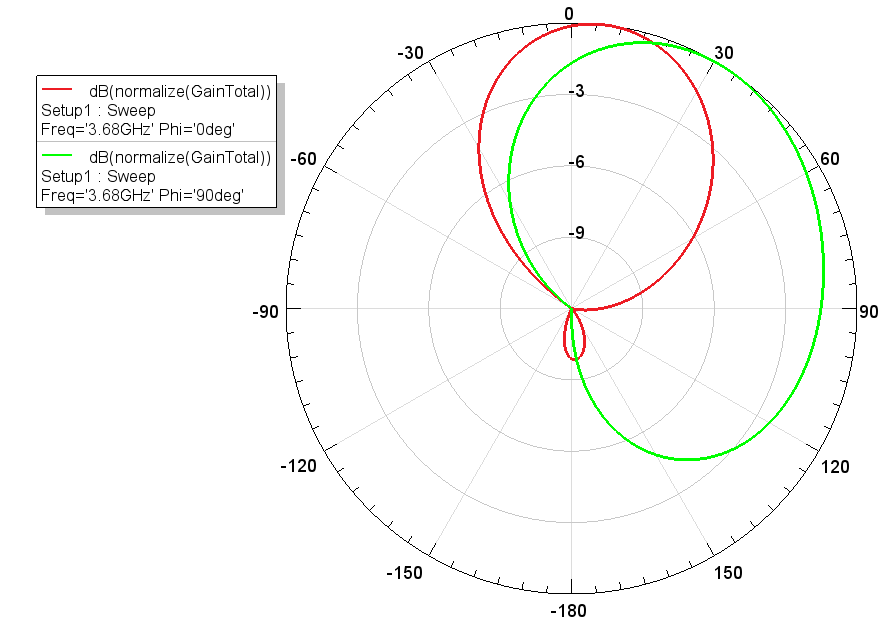 0
-30
30
dB(normalize(GainTotal))
Setup1 : Sweep
Freq='3.68GHz' Phi='0deg'
-3
dB(normalize(GainTotal))
Setup1 : Sweep
Freq='3.68GHz' Phi='90deg'
-60
-6
60
-9
-90
90
-120
120
-150
150
-180